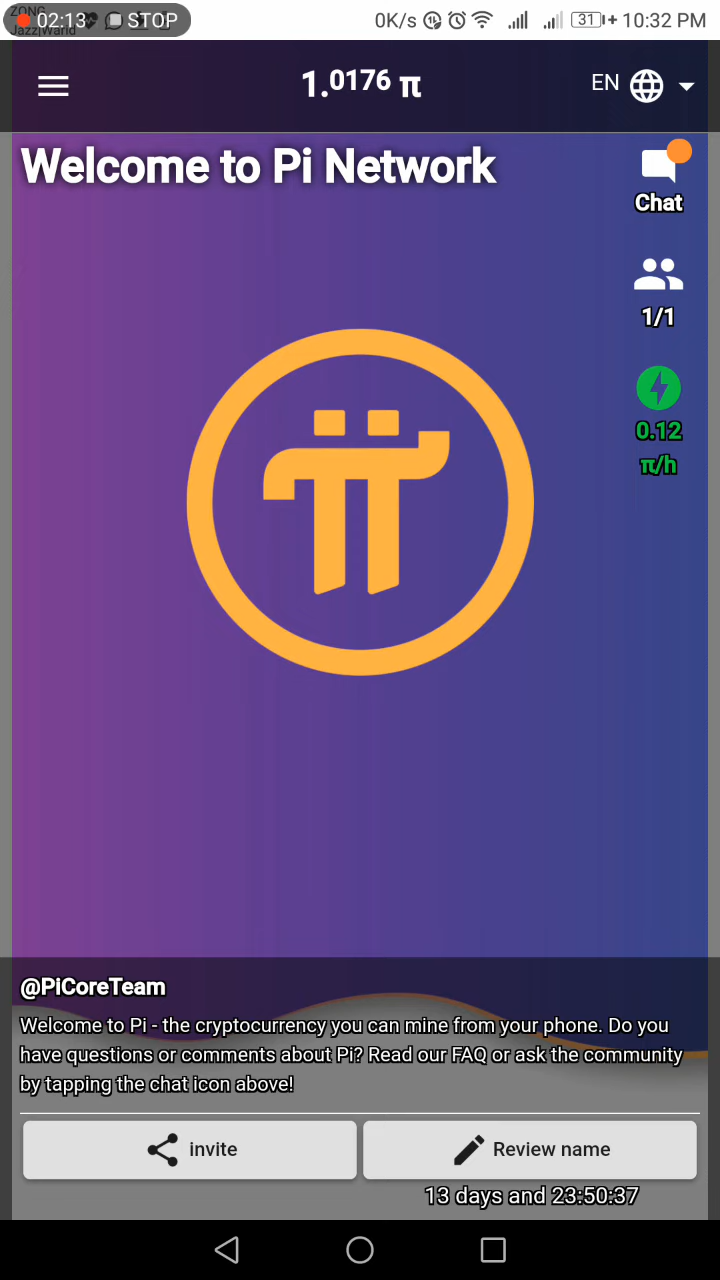 ZONG
Jazz|Warid
02:13 STOP 0K/s 31 10:32 PM
1.0176 π EN
Welcome to Pi Network
Chat
1/1
0.12
π/h
@PiCoreTeam
Welcome to Pi - the cryptocurrency you can mine from your phone. Do you
have questions or comments about Pi? Read our FAQ or ask the community
by tapping the chat icon above!
invite Review name
13 days and 23:50:37